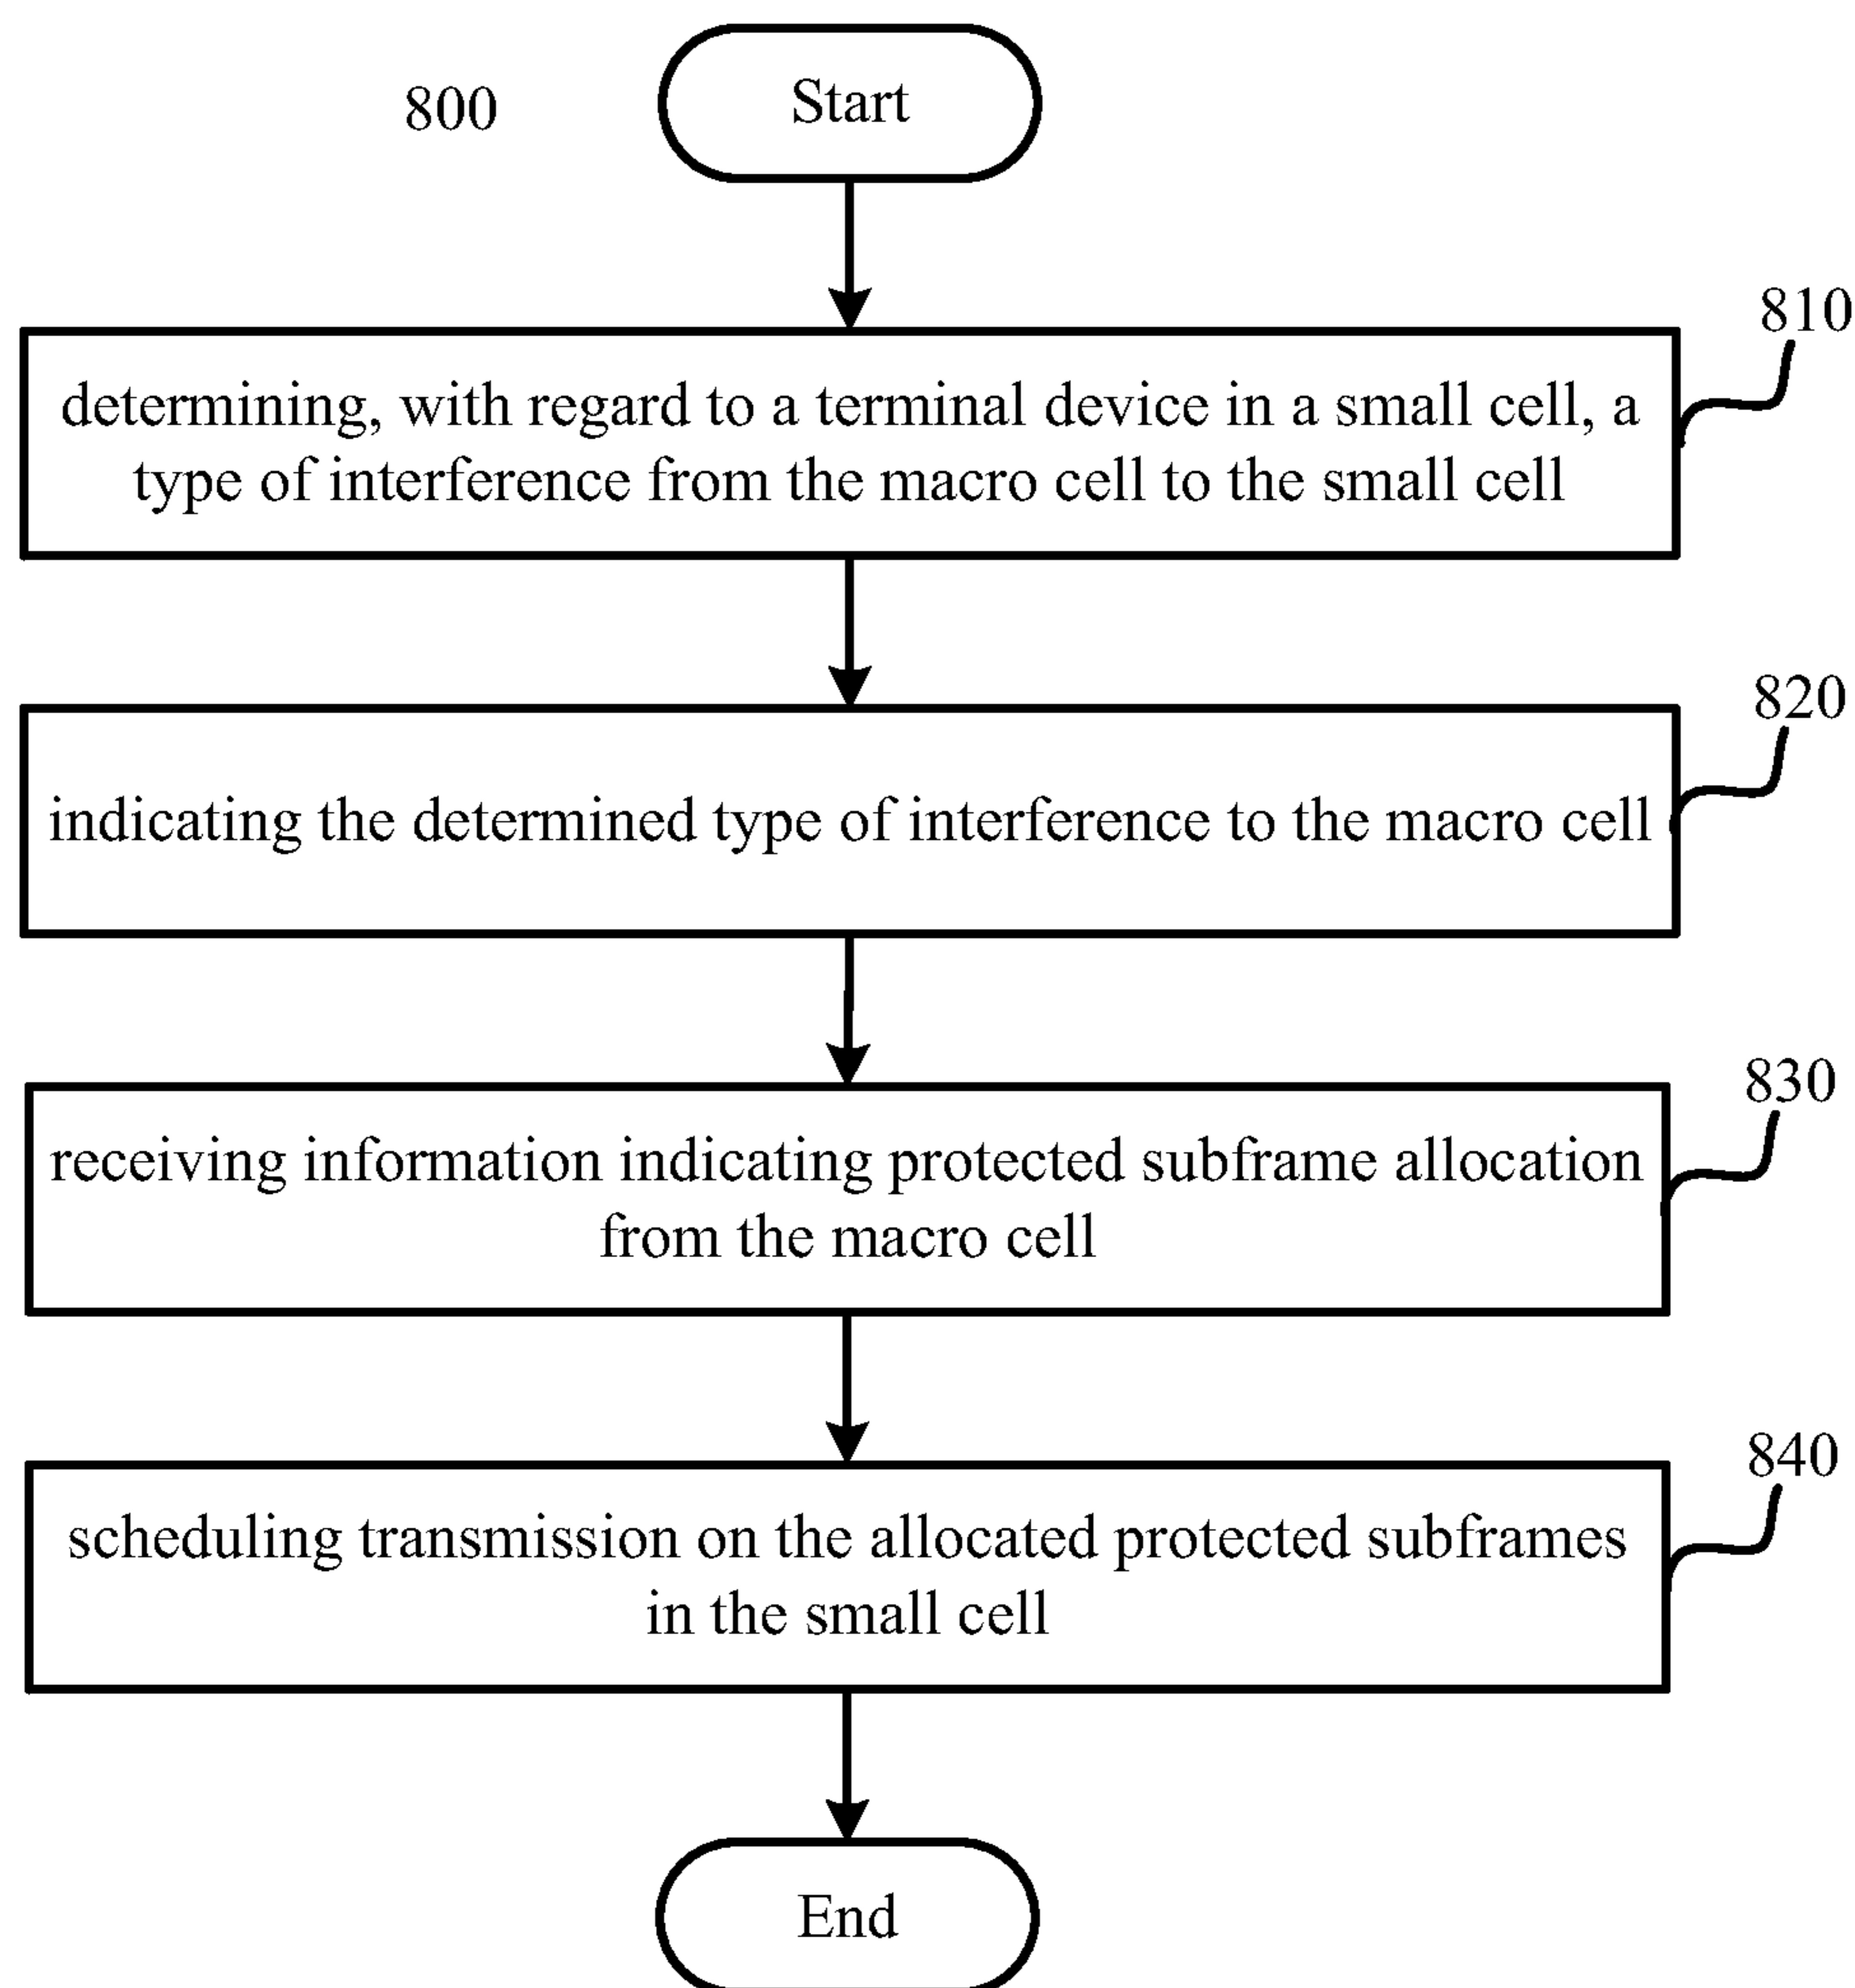 800
Start
810
determining, with regard to a terminal device in a small cell, a
type of interference from the macro cell to the small cell
820
indicating the determined type of interference to the macro cell
830
receiving information indicating protected subframe allocation
from the macro cell
840
scheduling transmission on the allocated protected subframes
in the small cell
End